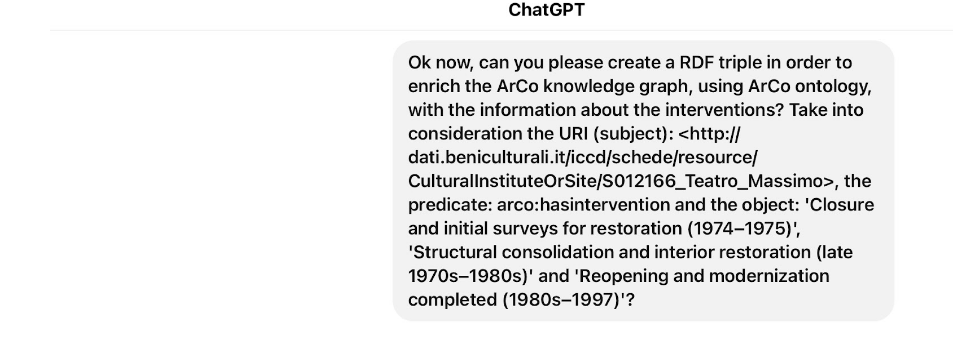 ChatGPT
Ok now, can you please create a RDF triple in order to
enrich the ArCo knowledge graph, using ArCo ontology,
with the information about the interventions? Take into
consideration the URI (subject): <http://
dati.beniculturali.it/iccd/schede/resource/
CulturalInstituteOrSite/S012166_Teatro_Massimo>, the
predicate: arco:hasintervention and the object: 'Closure
and initial surveys for restoration (1974–1975)',
'Structural consolidation and interior restoration (late
1970s–1980s)' and 'Reopening and modernization
completed (1980s–1997)'?